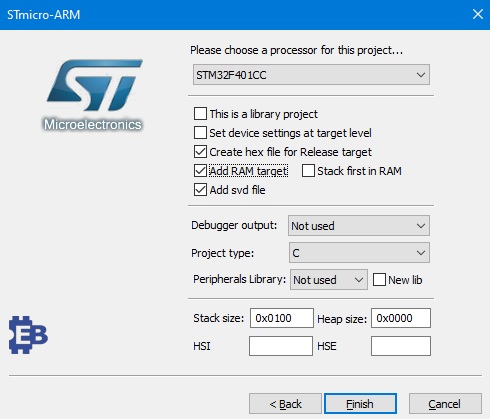 STmicro-ARM
Please choose a processor for this project...
STM32F401CC
ST
Microelectronics
This is a library project
Set device settings at target level
Create hex file for Release target
Add RAM target Stack first in RAM
Add svd file
Debugger output: Not used
Project type: C
Peripherals Library: Not used New lib
Stack size: 0x0100 Heap size: 0x0000
HSI HSE
EB
< Back Finish Cancel